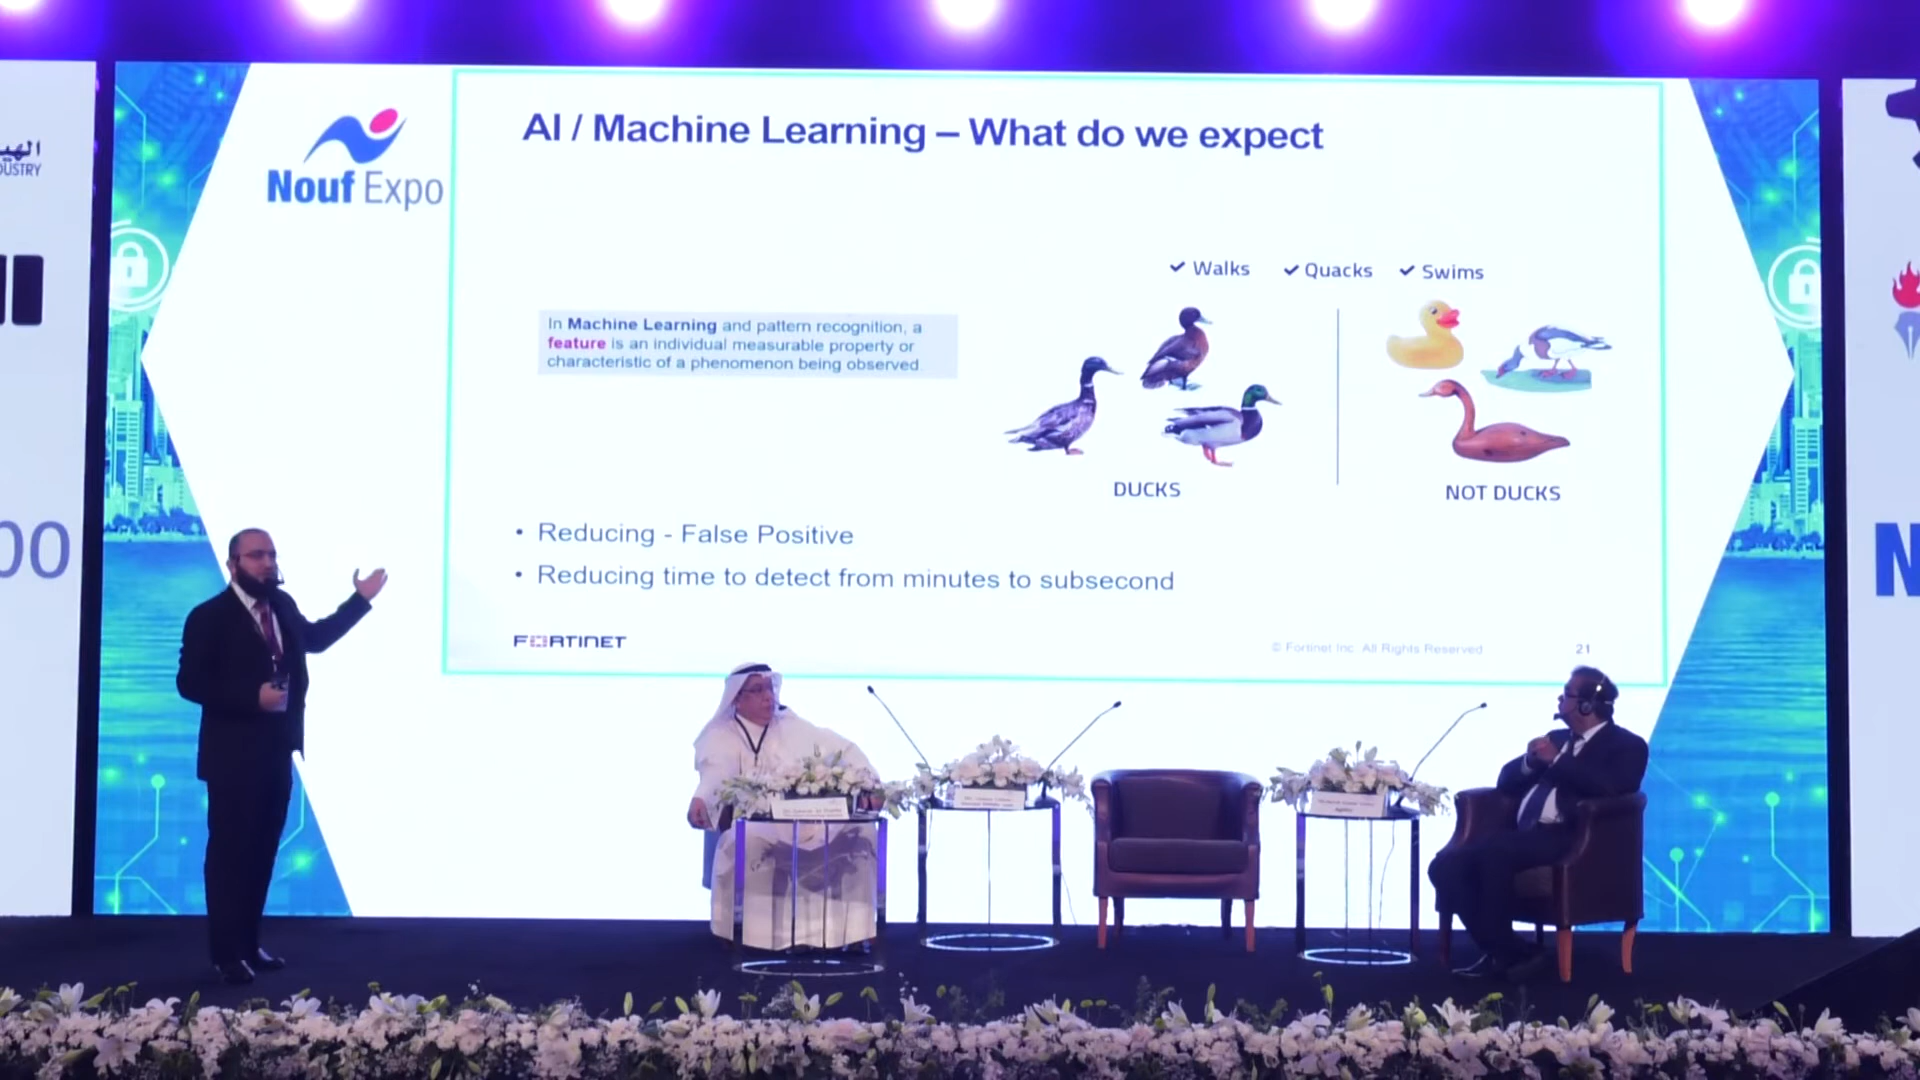 AI / Machine Learning – What do we expect
Nouf Expo
الهيـ
DUSTRY
✓ Walks ✓ Quacks ✓ Swims
In Machine Learning and pattern recognition, a
feature is an individual measurable property or
characteristic of a phenomenon being observed
DUCKS
NOT DUCKS
• Reducing - False Positive
• Reducing time to detect from minutes to subsecond
FORTINET
© Fortinet Inc. All Rights Reserved
21
00
N